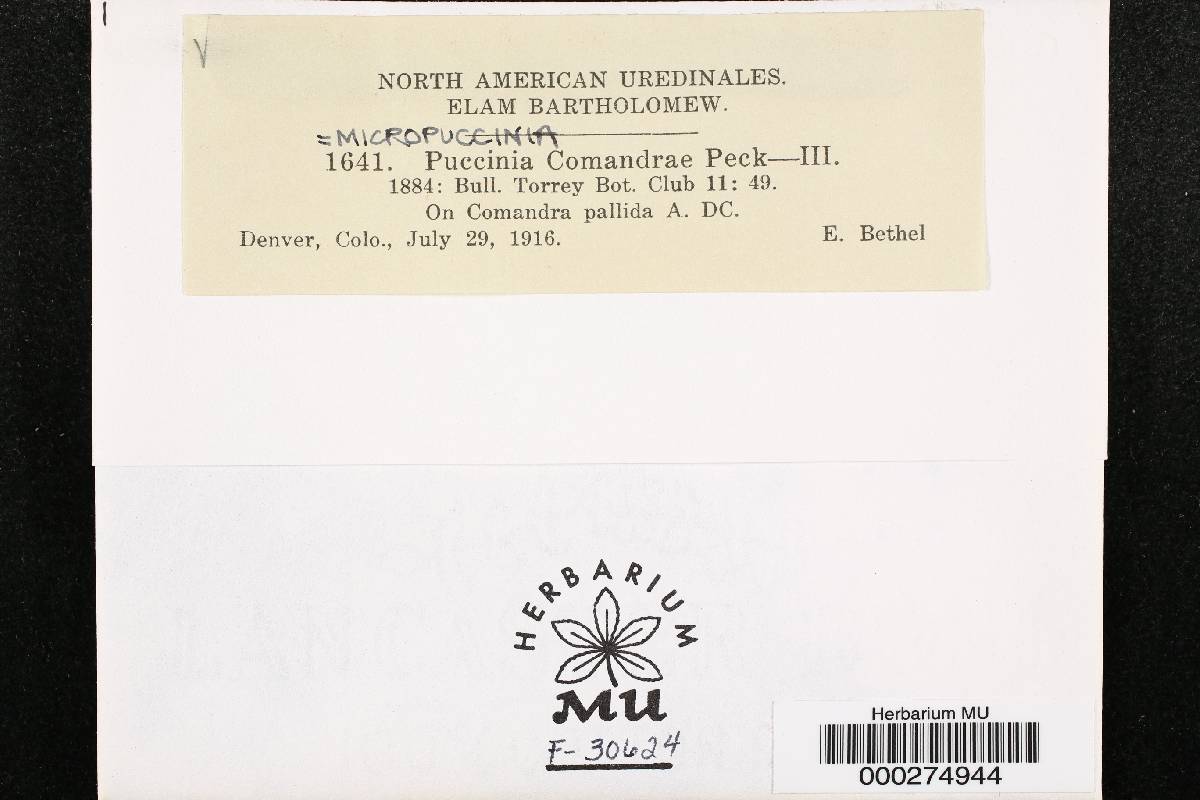 NORTH AMERICAN UREDINALES.
ELAM BARTHOLOMEW.
=MICROPUCCINIA
1641. Puccinia Comandrae Peck—III.
1884: Bull. Torrey Bot. Club 11: 49.
On Comandra pallida A. DC.
Denver, Colo., July 29, 1916. E. Bethel
HERBARIUM
MU
F-30624
Herbarium MU
000274944